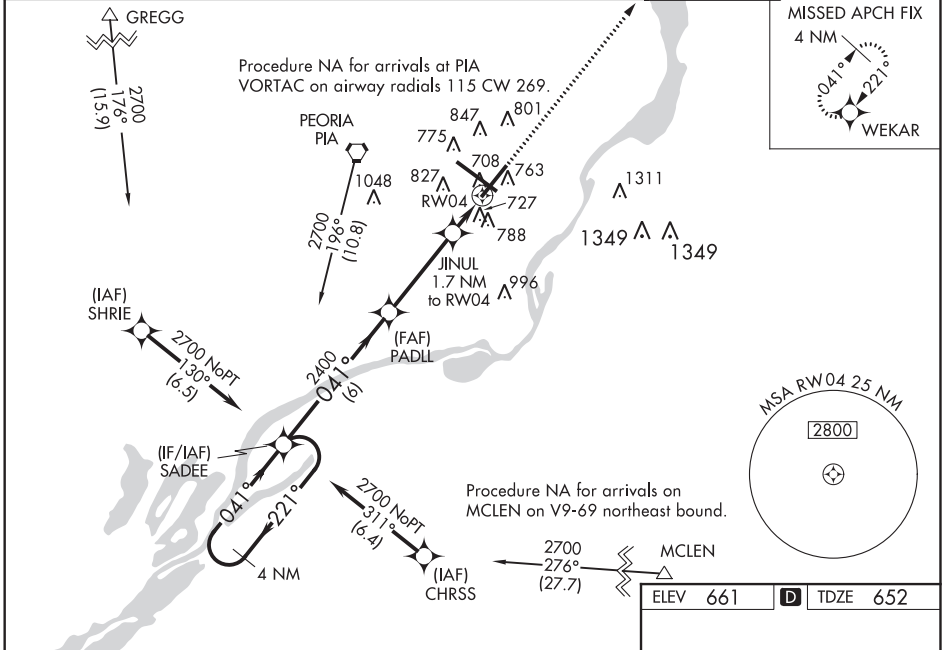 GREGG
2700
176°
(15.9)
Procedure NA for arrivals at PIA
VORTAC on airway radials 115 CW 269.
MISSED APCH FIX
4 NM
041°
221°
WEKAR
PEORIA
PIA
1048
2700
196°
(10.8)
847
801
775
708
763
827
RW04
727
788
1311
1349
1349
JINUL
1.7 NM
to RW04
996
(FAF)
PADLL
(IAF)
SHRIE
2700 NoPT
130°
(6.5)
2400
041°
(6)
(IF/IAF)
SADEE
041°
221°
4 NM
2700 NoPT
311°
(6.4)
(IAF)
CHRSS
Procedure NA for arrivals on
MCLEN on V9-69 northeast bound.
2700
276°
(27.7)
MCLEN
MSA RW04 25 NM
2800
ELEV 661 D TDZE 652